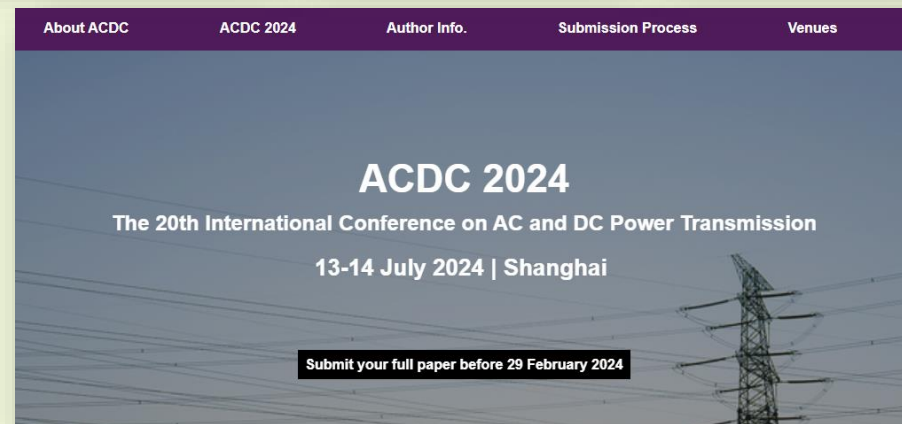 About ACDC ACDC 2024 Author Info. Submission Process Venues
ACDC 2024
The 20th International Conference on AC and DC Power Transmission
13-14 July 2024 | Shanghai
Submit your full paper before 29 February 2024